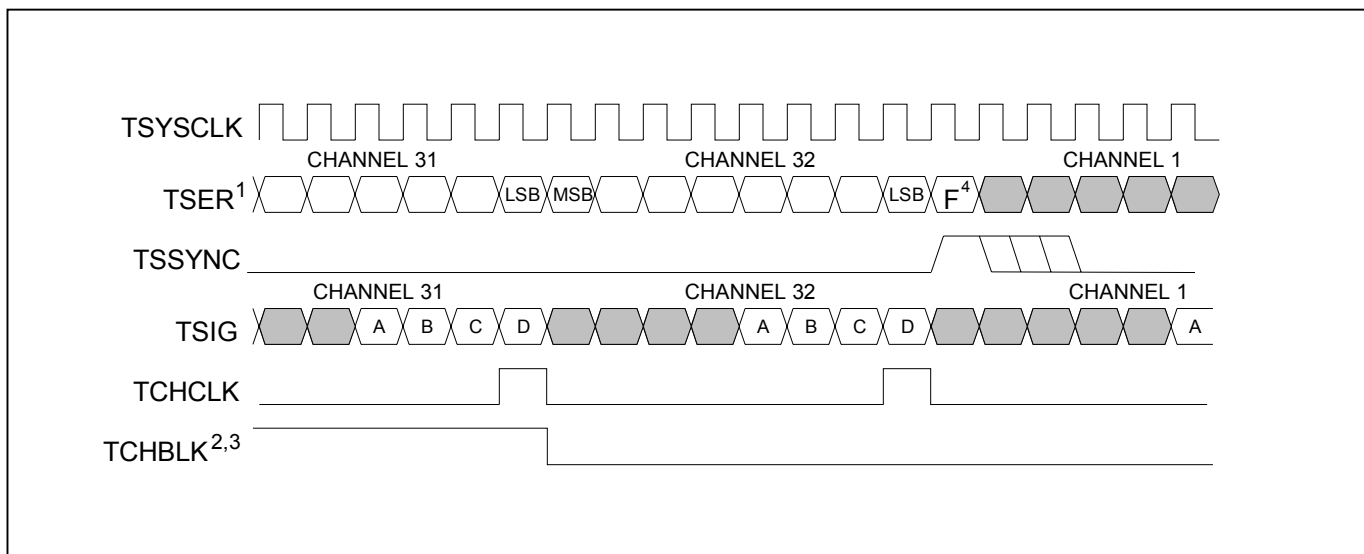 TSYSCLK
CHANNEL 31 CHANNEL 32 CHANNEL 1
TSER¹ LSB MSB LSB F⁴
TSSYNC
CHANNEL 31 CHANNEL 32 CHANNEL 1
TSIG A B C D A B C D A
TCHCLK
TCHBLK²,³